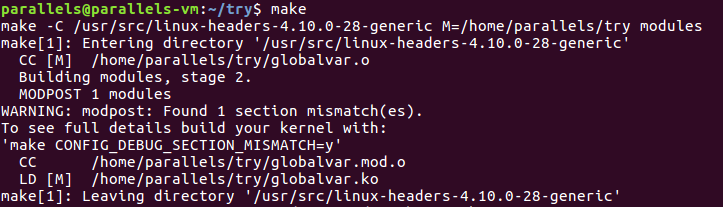 parallels@parallels-vm:~/try$ make
make -C /usr/src/linux-headers-4.10.0-28-generic M=/home/parallels/try modules
make[1]: Entering directory '/usr/src/linux-headers-4.10.0-28-generic'
  CC [M]  /home/parallels/try/globalvar.o
  Building modules, stage 2.
  MODPOST 1 modules
WARNING: modpost: Found 1 section mismatch(es).
To see full details build your kernel with:
'make CONFIG_DEBUG_SECTION_MISMATCH=y'
  CC      /home/parallels/try/globalvar.mod.o
  LD [M]  /home/parallels/try/globalvar.ko
make[1]: Leaving directory '/usr/src/linux-headers-4.10.0-28-generic'